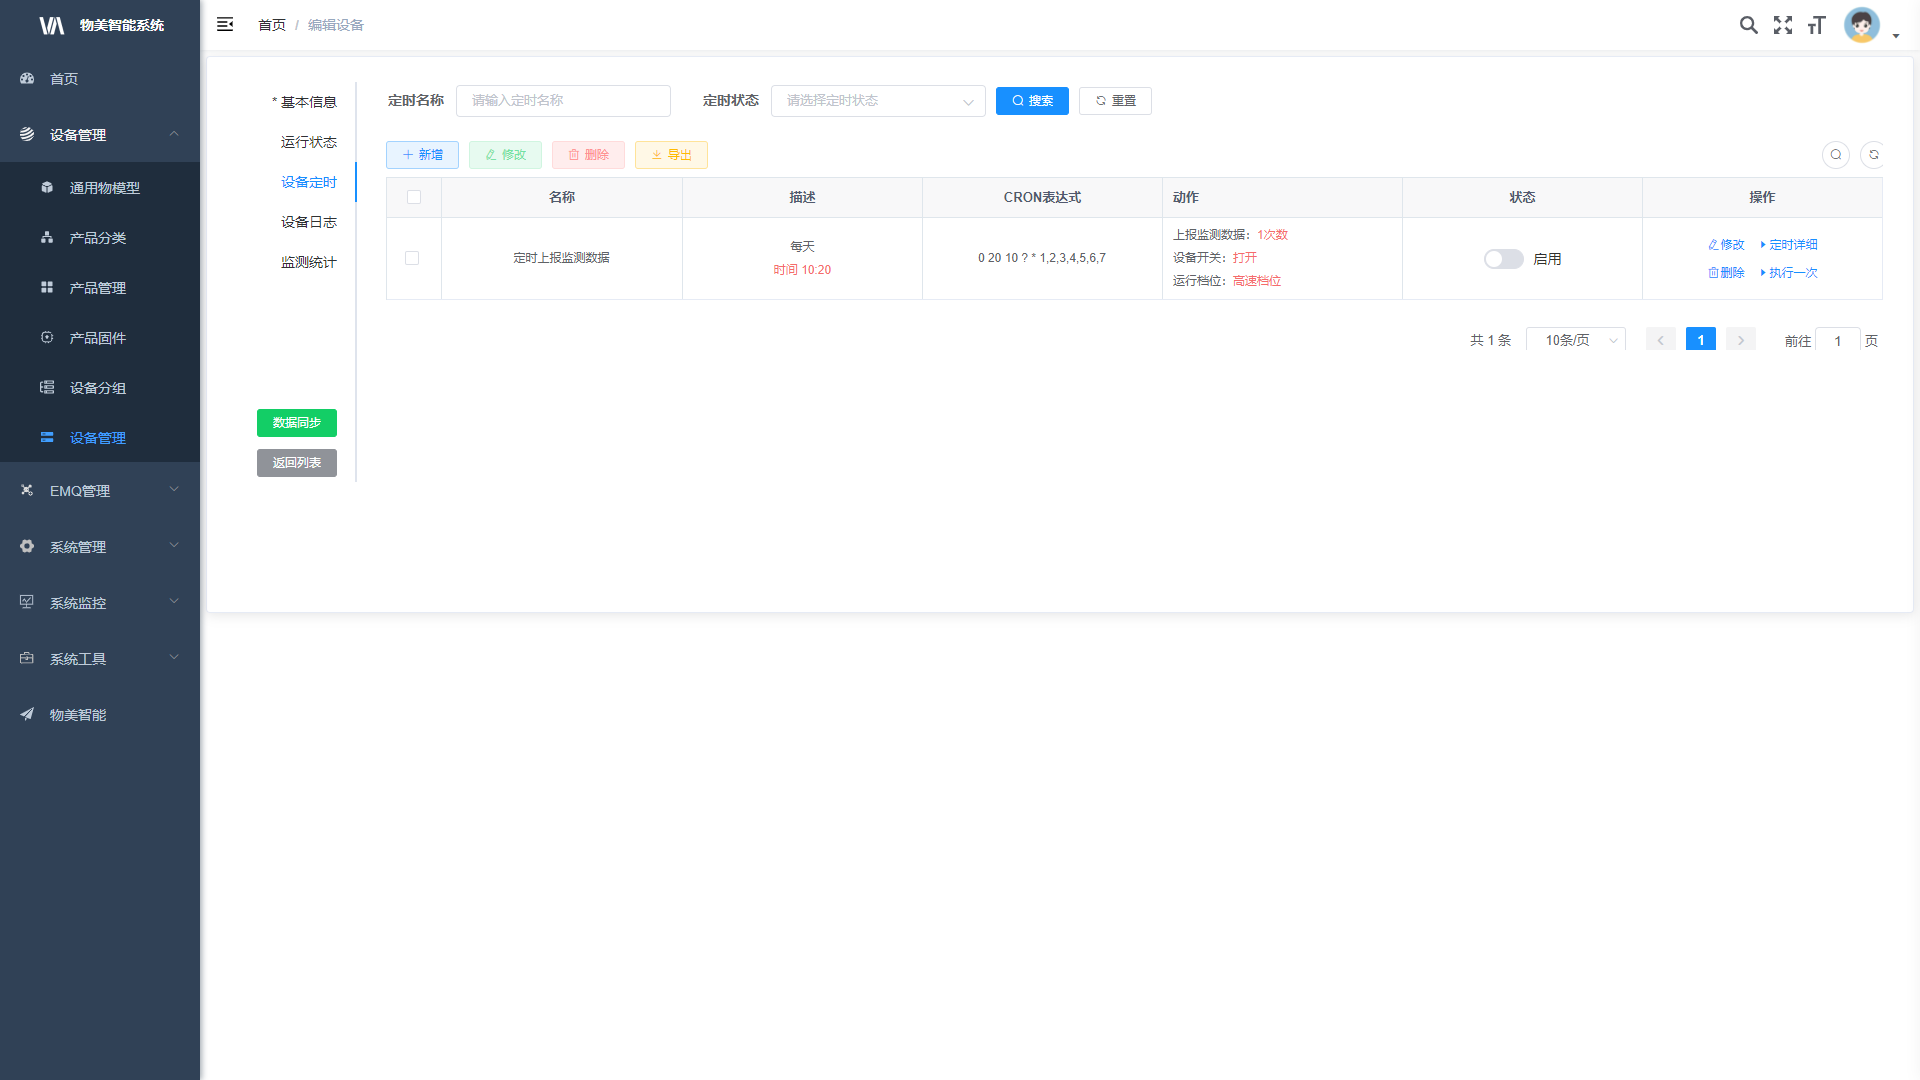 物美智能系统
首页
设备管理
通用物模型
产品分类
产品管理
产品固件
设备分组
设备管理
EMQ管理
系统管理
系统监控
系统工具
物美智能
首页 / 编辑设备
* 基本信息
运行状态
设备定时
设备日志
监测统计
数据同步
返回列表
定时名称 请输入定时名称 定时状态 请选择定时状态 搜索 重置
新增 修改 删除 导出
名称 描述 CRON表达式 动作 状态 操作
定时上报监测数据
每天
时间 10:20
0 20 10 ? * 1,2,3,4,5,6,7
上报监测数据：1次数
设备开关：打开
运行档位：高速档位
启用
修改 定时详细
删除 执行一次
共 1 条 10条/页 1 前往 1 页